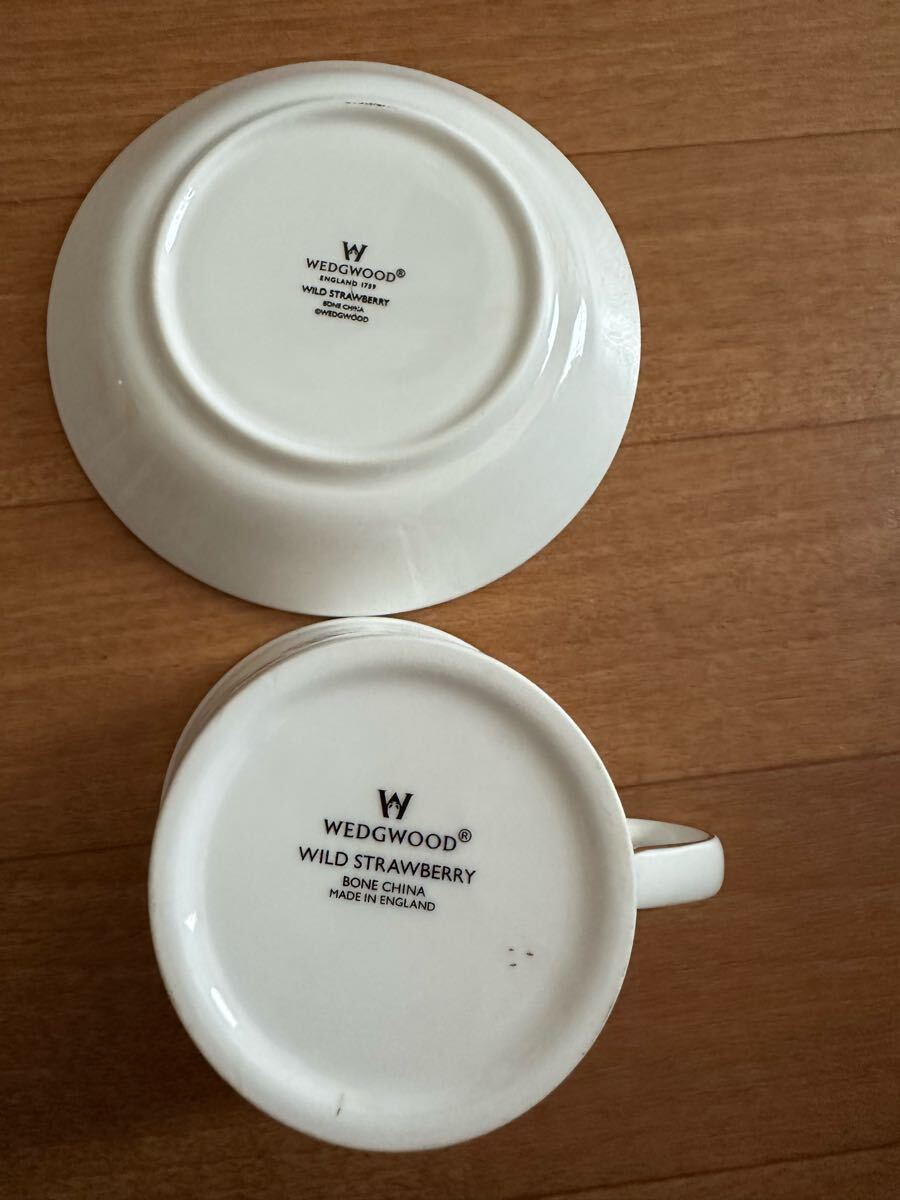 W
WEDGWOOD®
ENGLAND 1759
WILD STRAWBERRY
BONE CHINA
©WEDGWOOD
W
WEDGWOOD®
WILD STRAWBERRY
BONE CHINA
MADE IN ENGLAND